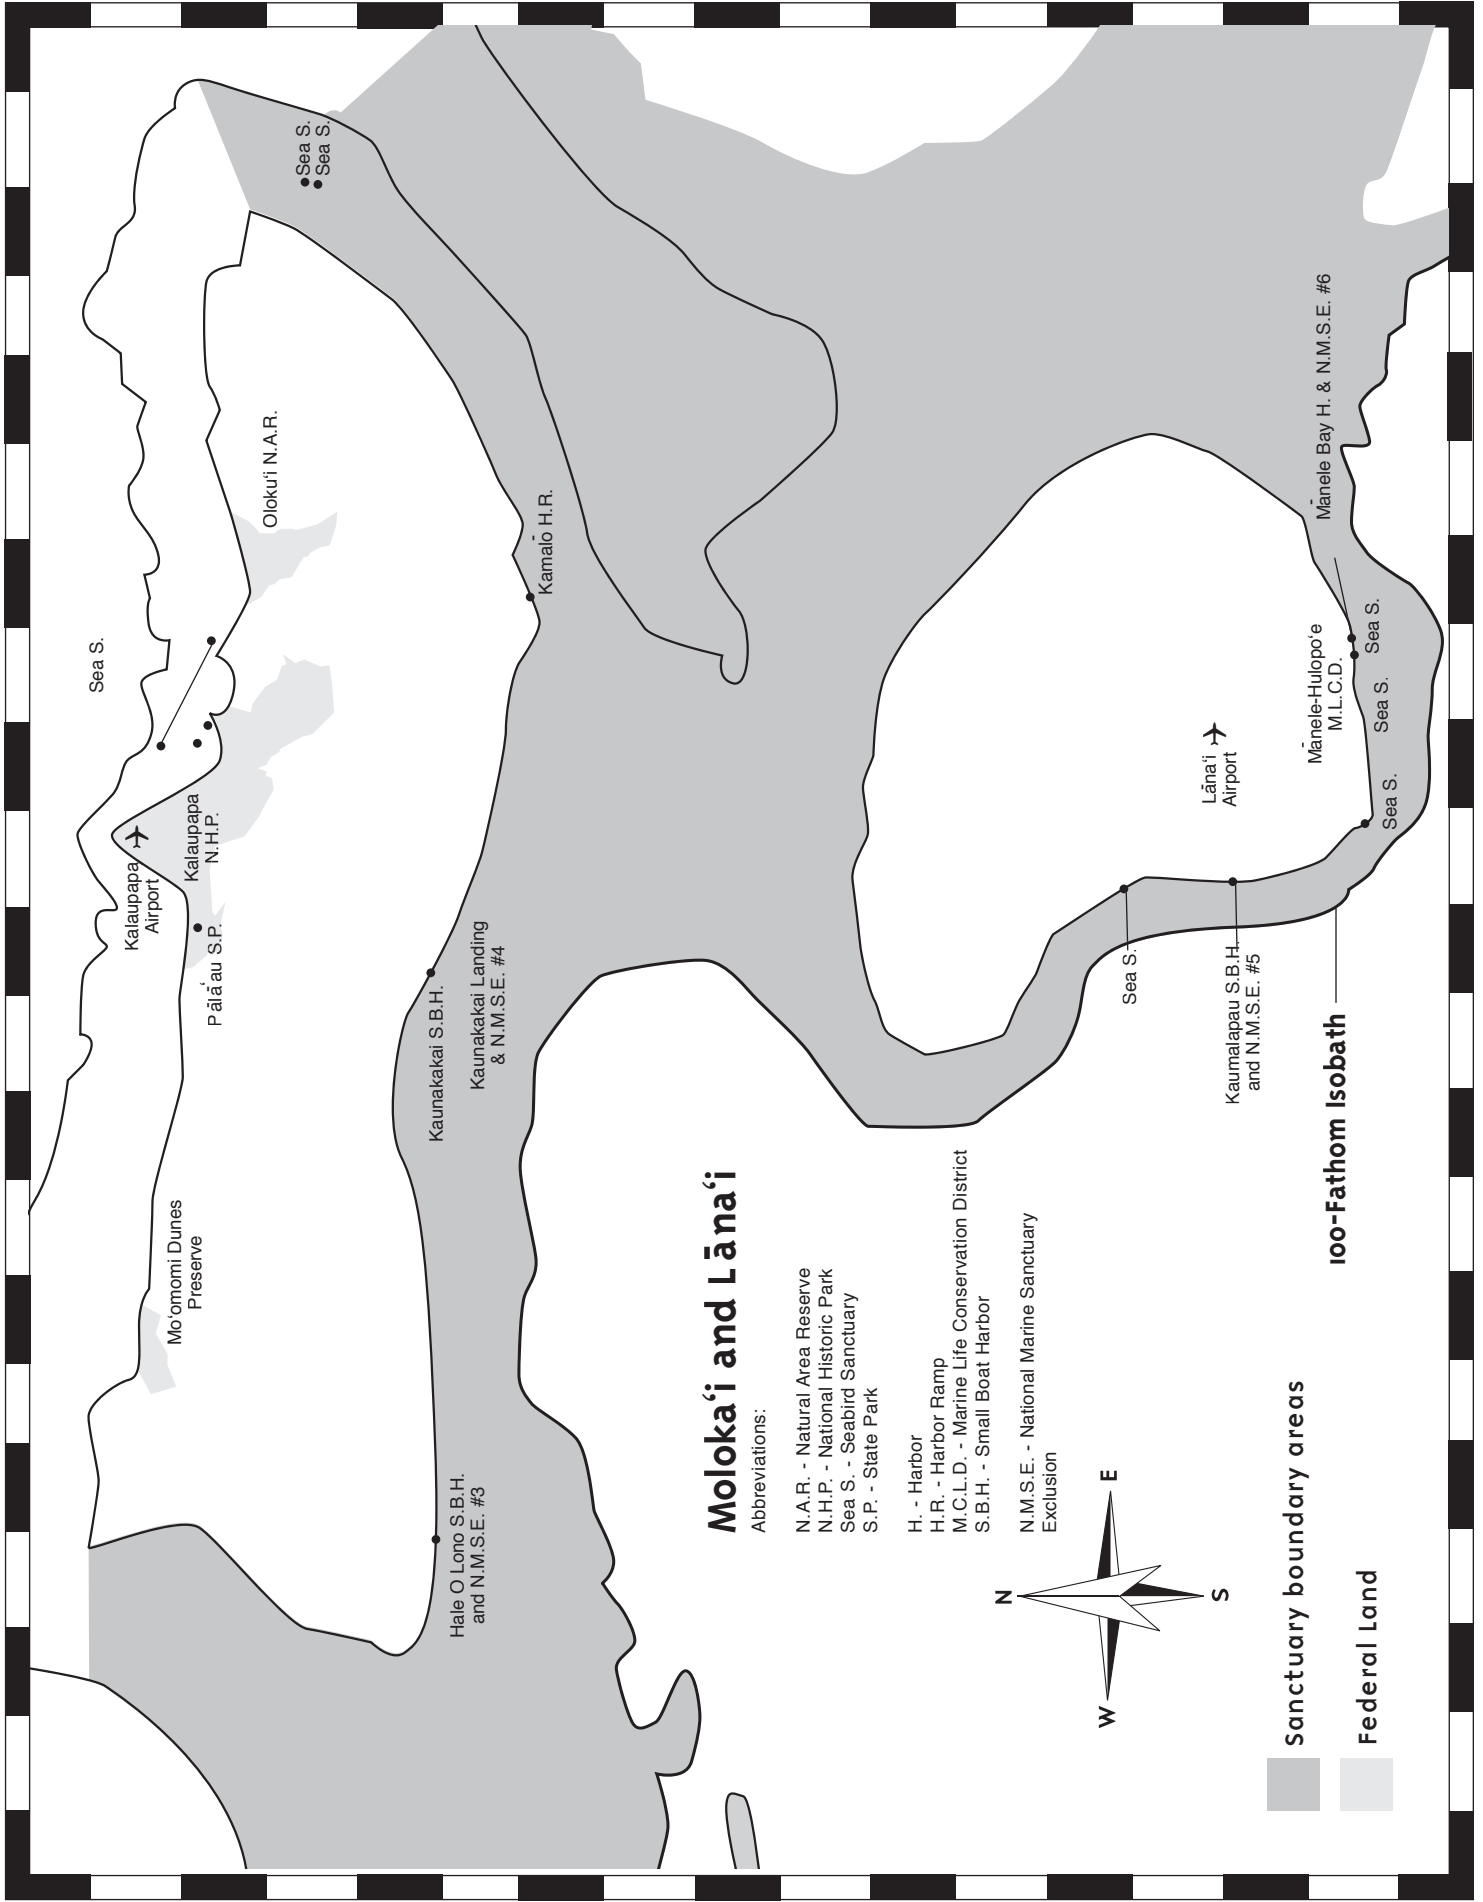 Moloka‘i and Lāna‘i
Abbreviations:
N.A.R. - Natural Area Reserve
N.H.P. - National Historic Park
Sea S. - Seabird Sanctuary
S.P. - State Park
H. - Harbor
H.R. - Harbor Ramp
M.C.L.D. - Marine Life Conservation District
S.B.H. - Small Boat Harbor
N.M.S.E. - National Marine Sanctuary
Exclusion
N
W
E
S
Sanctuary boundary areas
Federal Land
100-Fathom Isobath
Mo‘omomi Dunes
Preserve
Pālā‘au S.P.
Kalaupapa
Airport
Kalaupapa
N.H.P.
Sea S.
Oloku‘i N.A.R.
Sea S.
Sea S.
Hale O Lono S.B.H.
and N.M.S.E. #3
Kaunakakai S.B.H.
Kaunakakai Landing
& N.M.S.E. #4
Kamalō H.R.
Sea S.
Kaumalapau S.B.H.
and N.M.S.E. #5
Lāna‘i
Airport
Mānele-Hulopo‘e
M.L.C.D.
Mānele Bay H. & N.M.S.E. #6
Sea S.
Sea S.
Sea S.